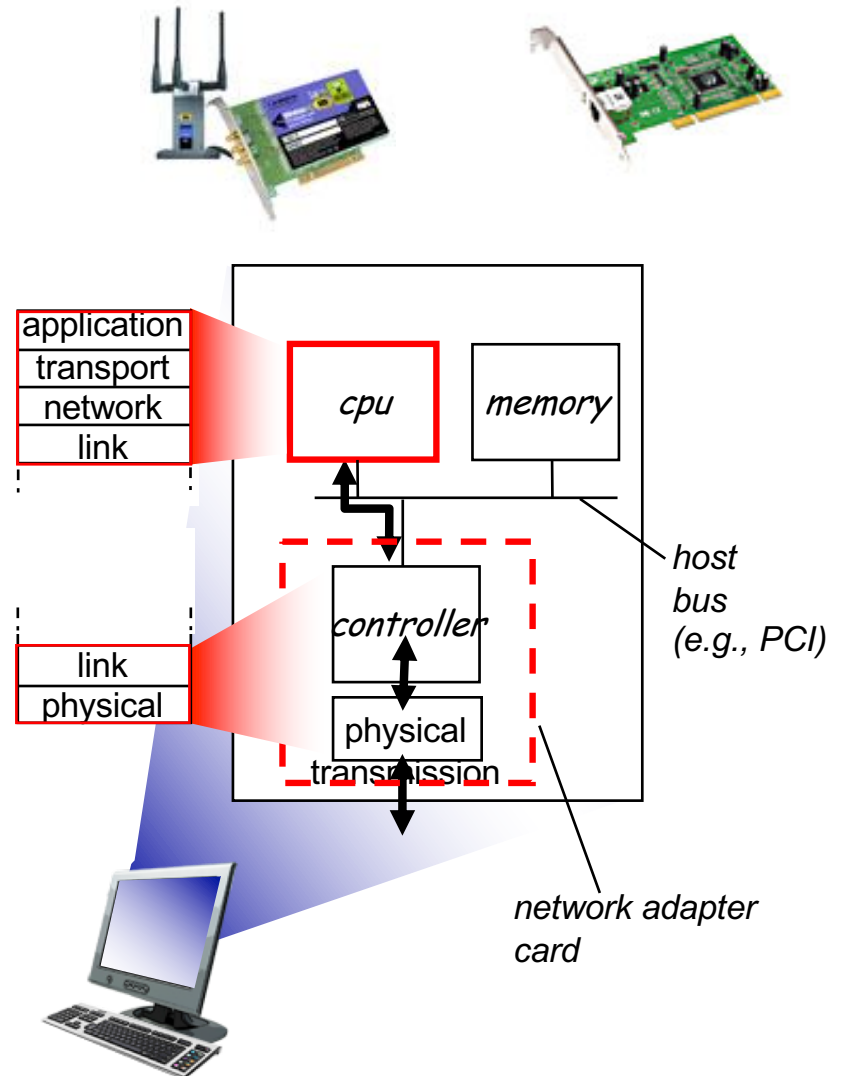 application
transport
network
link
cpu
memory
host
bus
(e.g., PCI)
controller
link
physical
physical
transmission
network adapter
card